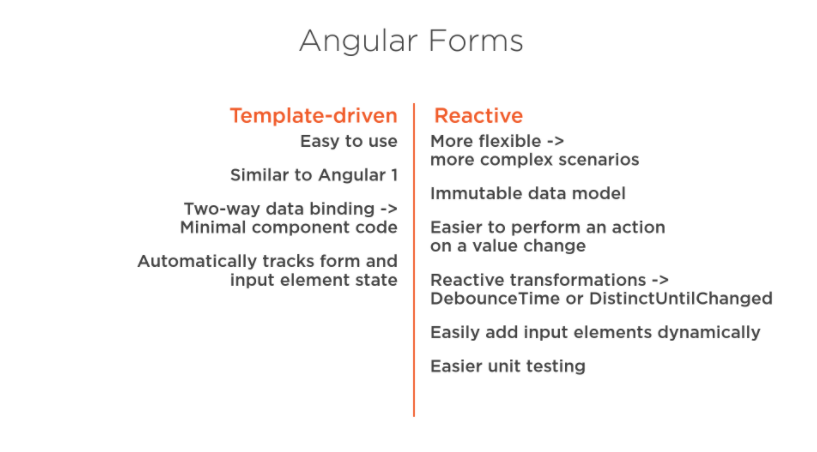 Angular Forms
Template-driven
Easy to use
Similar to Angular 1
Two-way data binding ->
Minimal component code
Automatically tracks form and
input element state
Reactive
More flexible ->
more complex scenarios
Immutable data model
Easier to perform an action
on a value change
Reactive transformations ->
DebounceTime or DistinctUntilChanged
Easily add input elements dynamically
Easier unit testing